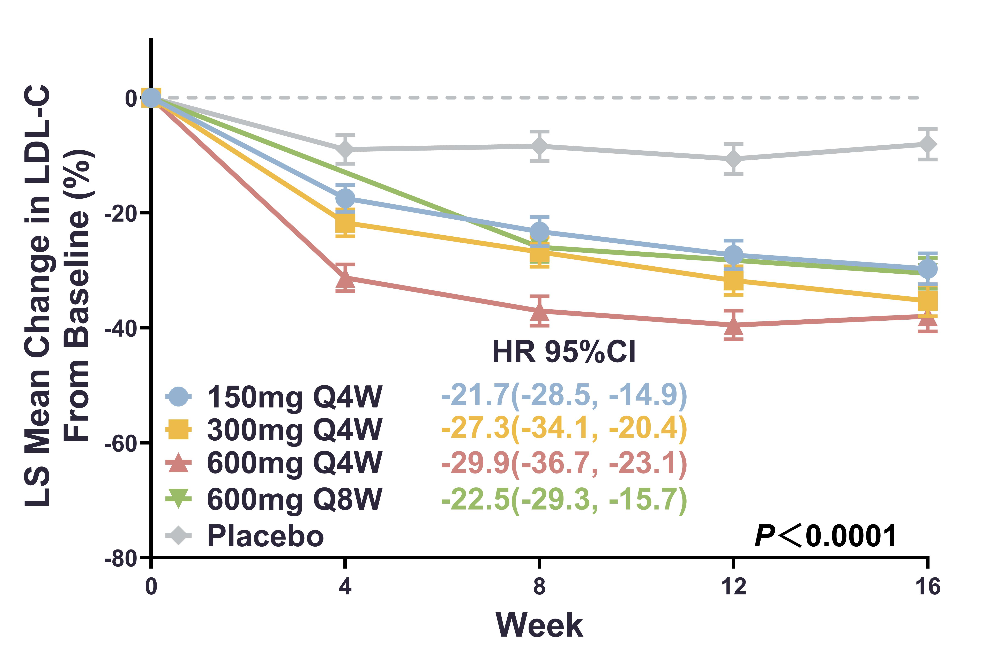 LS Mean Change in LDL-C
From Baseline (%)
0
-20
-40
-60
-80
HR 95%CI
150mg Q4W -21.7(-28.5, -14.9)
300mg Q4W -27.3(-34.1, -20.4)
600mg Q4W -29.9(-36.7, -23.1)
600mg Q8W -22.5(-29.3, -15.7)
Placebo
P<0.0001
0 4 8 12 16
Week